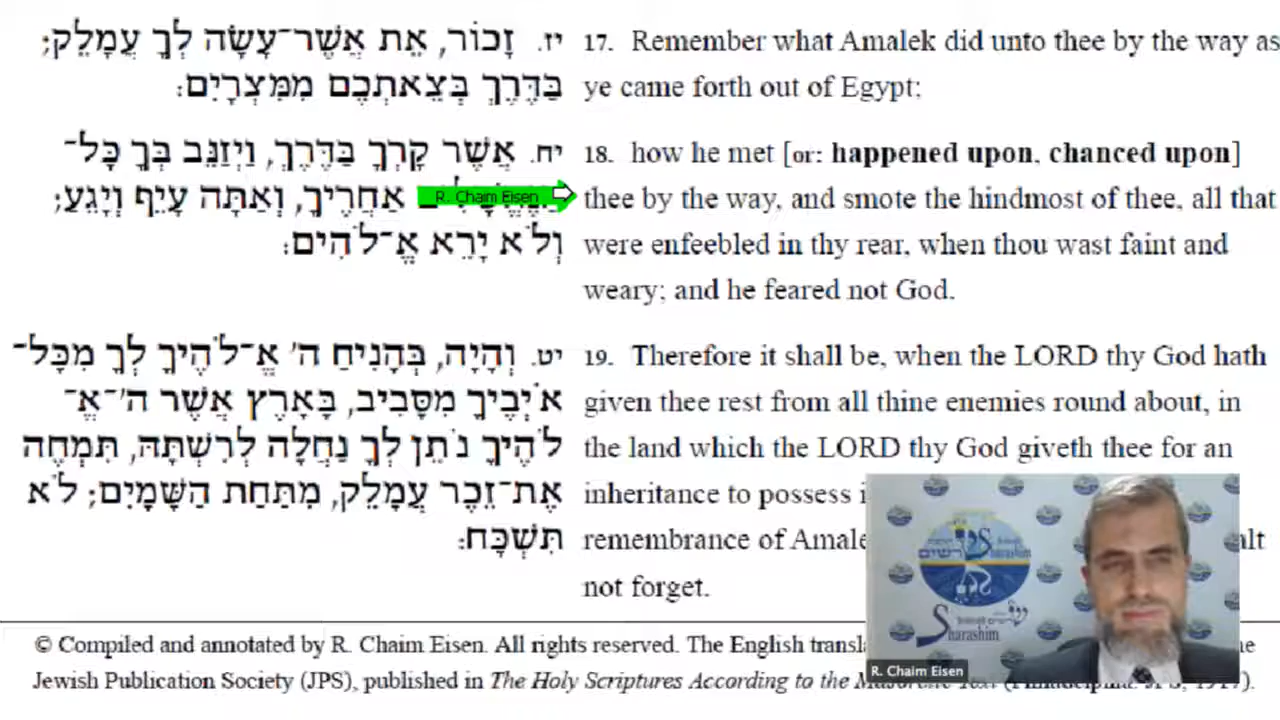 יז. זָכוֹר, אֵת אֲשֶׁר־עָשָׂה לְךָ עֲמָלֵק;
בַּדֶּרֶךְ בְּצֵאתְכֶם מִמִּצְרָיִם:
17. Remember what Amalek did unto thee by the way as
ye came forth out of Egypt;
יח. אֲשֶׁר קָרְךָ בַּדֶּרֶךְ, וַיְזַנֵּב בְּךָ כָּל־
אַחֲרֶיךָ, וְאַתָּה עָיֵף וְיָגֵעַ;
וְלֹא יָרֵא אֱ־לֹהִים:
R. Chaim Eisen
18. how he met [or: happened upon, chanced upon]
thee by the way, and smote the hindmost of thee, all that
were enfeebled in thy rear, when thou wast faint and
weary; and he feared not God.
יט. וְהָיָה, בְּהָנִיחַ ה' אֱ־לֹהֶיךָ לְךָ מִכָּל־
אֹיְבֶיךָ מִסָּבִיב, בָּאָרֶץ אֲשֶׁר ה'־אֱ־
לֹהֶיךָ נֹתֵן לְךָ נַחֲלָה לְרִשְׁתָּהּ, תִּמְחֶה
אֶת־זֵכֶר עֲמָלֵק, מִתַּחַת הַשָּׁמָיִם; לֹא
תִּשְׁכָּח:
19. Therefore it shall be, when the LORD thy God hath
given thee rest from all thine enemies round about, in
the land which the LORD thy God giveth thee for an
inheritance to possess
remembrance of
not forget.
© Compiled and annotated by R. Chaim Eisen. All rights reserved. The English
Jewish Publication Society (JPS), published in The Holy Scriptures According to the
שרשים
Sharashim
Sharashim
R. Chaim Eisen